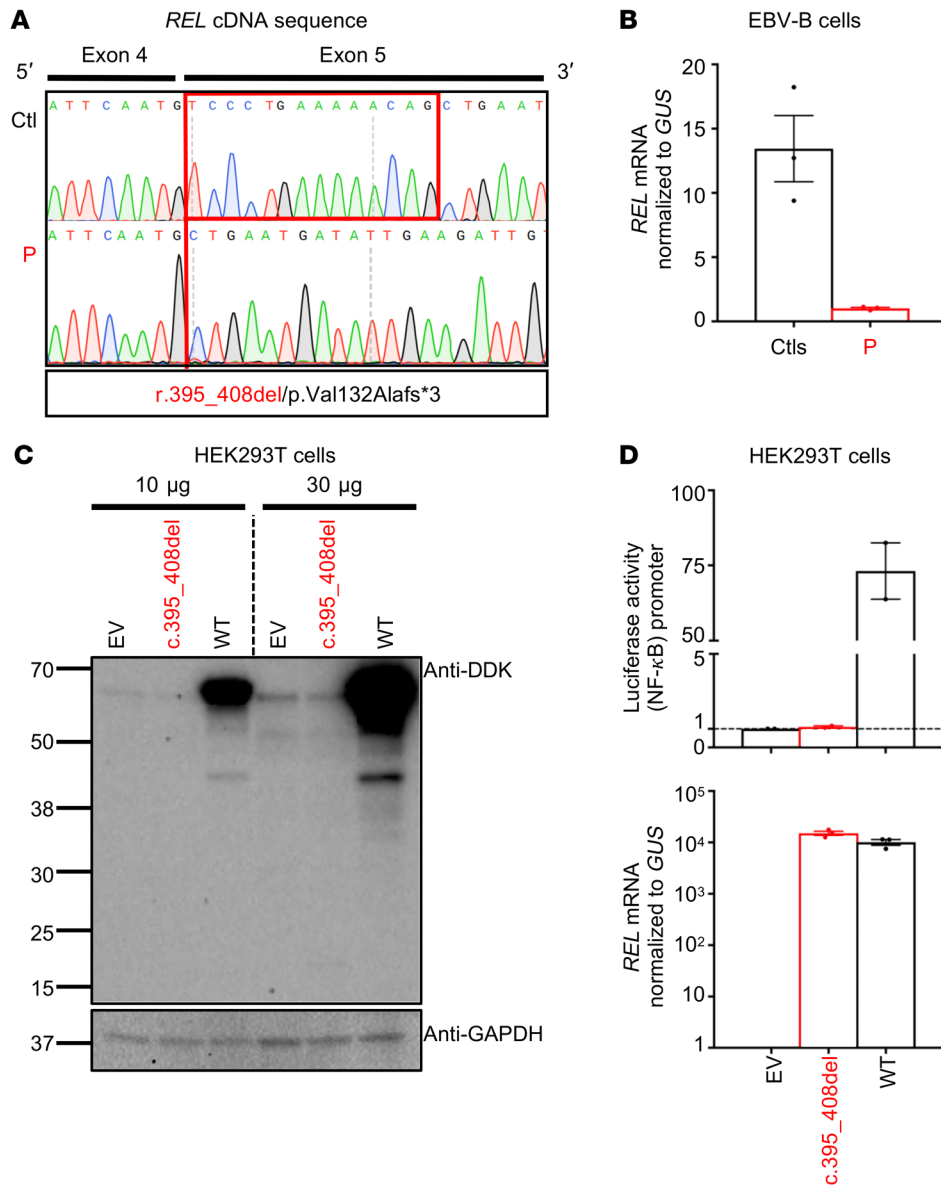 A
REL cDNA sequence
Exon 4 Exon 5
5′ 3′
Ctl
A T T C A A T G T C C C T G A A A A A C A G C T G A A T
P
A T T C A A T G C T G A A T G A T A T T G A A G A T T G
r.395_408del/p.Val132Alafs*3
B
EBV-B cells
REL mRNA
normalized to GUS
20
15
10
5
0
Ctls P
C
HEK293T cells
10 µg 30 µg
EV c.395_408del WT EV c.395_408del WT
Anti-DDK
70
50
38
30
25
15
Anti-GAPDH
37
D
HEK293T cells
Luciferase activity
(NF-κB) promoter
100
75
50
5
1
0
REL mRNA
normalized to GUS
10⁵
10⁴
10³
10²
10
1
EV c.395_408del WT